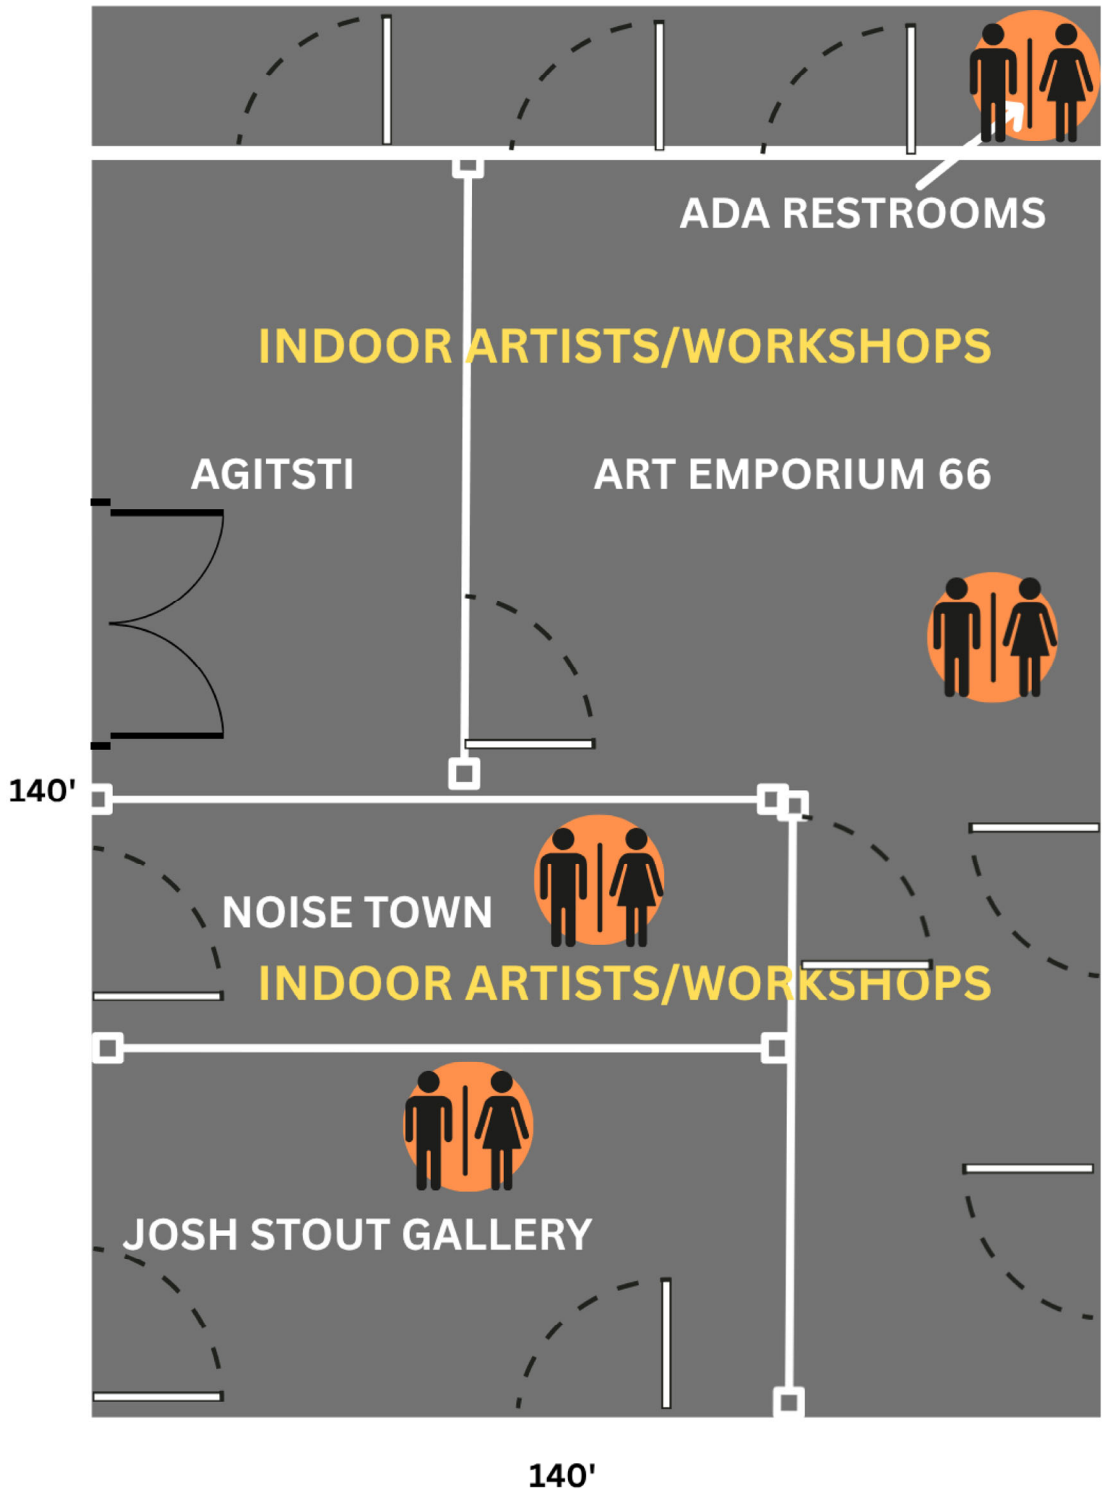 ADA RESTROOMS
INDOOR ARTISTS/WORKSHOPS
AGITSTI
ART EMPORIUM 66
140'
NOISE TOWN
INDOOR ARTISTS/WORKSHOPS
JOSH STOUT GALLERY
140'